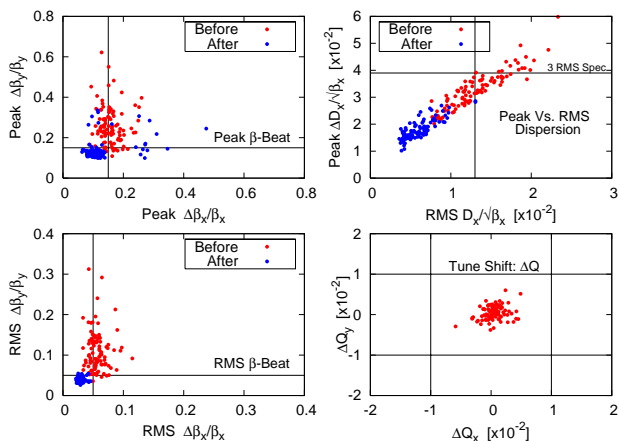 0.8
0.6
0.4
0.2
0
0 0.2 0.4 0.6 0.8
Peak Δβy/βy
Peak Δβx/βx
Before
After
Peak β-Beat
6
5
4
3
2
1
0
0 1 2 3
Peak ΔDx/√βx [x10-2]
RMS Dx/√βx [x10-2]
Before
After
3 RMS Spec.
Peak Vs. RMS
Dispersion
0.4
0.3
0.2
0.1
0
0 0.1 0.2 0.3 0.4
RMS Δβy/βy
RMS Δβx/βx
Before
After
RMS β-Beat
2
1
0
-1
-2
-2 -1 0 1 2
ΔQy [x10-2]
ΔQx [x10-2]
Tune Shift: ΔQ